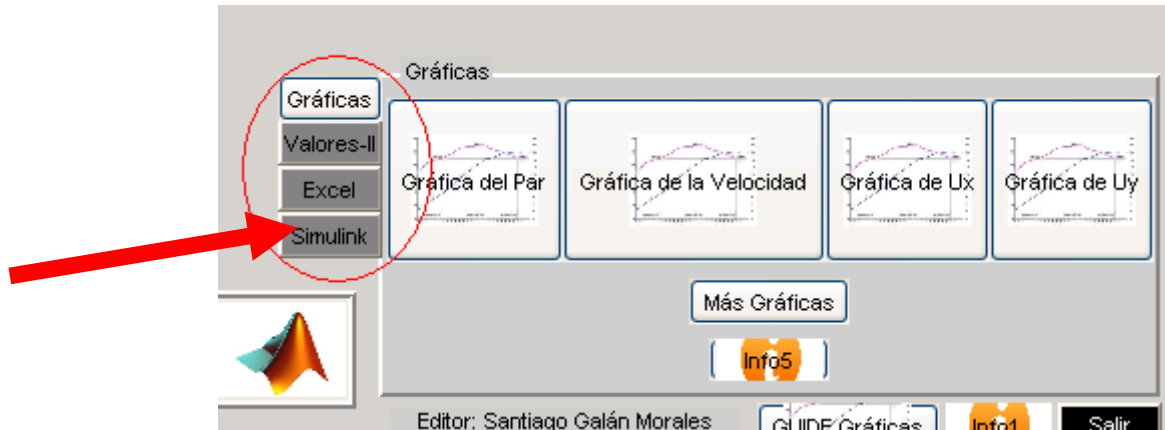 Gráficas
Gráficas
Valores-II
Excel
Simulink
Gráfica del Par
Gráfica de la Velocidad
Gráfica de Ux
Gráfica de Uy
Más Gráficas
Info5
Editor: Santiago Galán Morales
GUIDE Gráficas
Info1
Salir